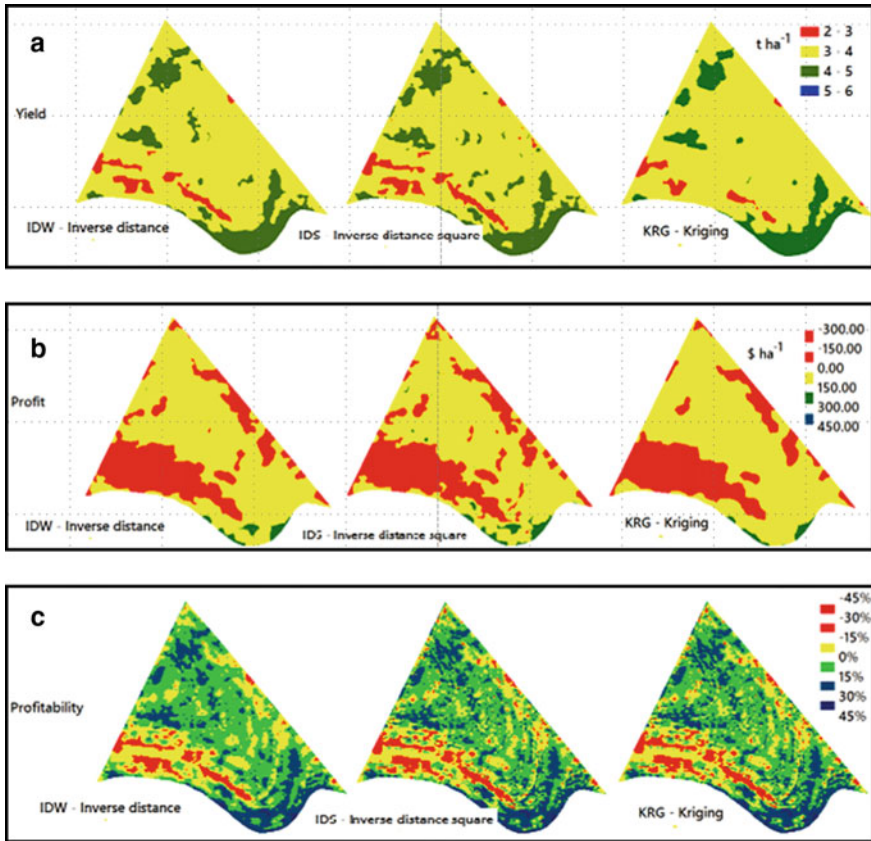 a
t ha-1
2 - 3
3 - 4
4 - 5
5 - 6
Yield
IDW - Inverse distance
IDS - Inverse distance square
KRG - Kriging
b
$ ha-1
-300.00
-150.00
0.00
150.00
300.00
450.00
Profit
IDW - Inverse distance
IDS - Inverse distance square
KRG - Kriging
c
-45%
-30%
-15%
0%
15%
30%
45%
Profitability
IDW - Inverse distance
IDS - Inverse distance square
KRG - Kriging